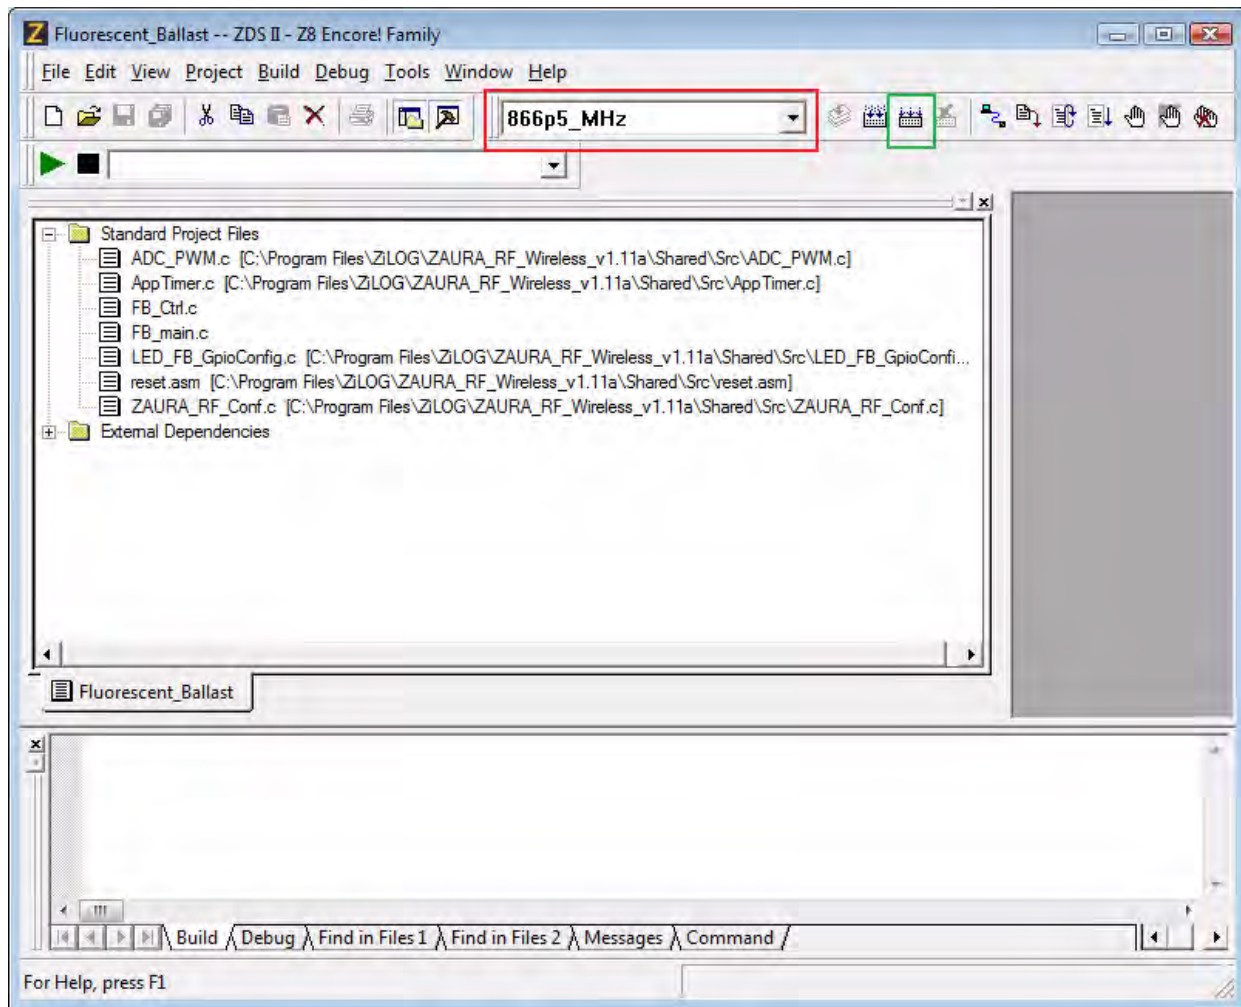 Fluorescent_Ballast -- ZDS II - Z8 Encore! Family
File Edit View Project Build Debug Tools Window Help
866p5_MHz
Standard Project Files
ADC_PWM.c [C:\Program Files\ZiLOG\ZAURA_RF_Wireless_v1.11a\Shared\Src\ADC_PWM.c]
AppTimer.c [C:\Program Files\ZiLOG\ZAURA_RF_Wireless_v1.11a\Shared\Src\AppTimer.c]
FB_Ctrl.c
FB_main.c
LED_FB_GpioConfig.c [C:\Program Files\ZiLOG\ZAURA_RF_Wireless_v1.11a\Shared\Src\LED_FB_GpioConfi...
reset.asm [C:\Program Files\ZiLOG\ZAURA_RF_Wireless_v1.11a\Shared\Src\reset.asm]
ZAURA_RF_Conf.c [C:\Program Files\ZiLOG\ZAURA_RF_Wireless_v1.11a\Shared\Src\ZAURA_RF_Conf.c]
External Dependencies
Fluorescent_Ballast
Build Debug Find in Files 1 Find in Files 2 Messages Command
For Help, press F1